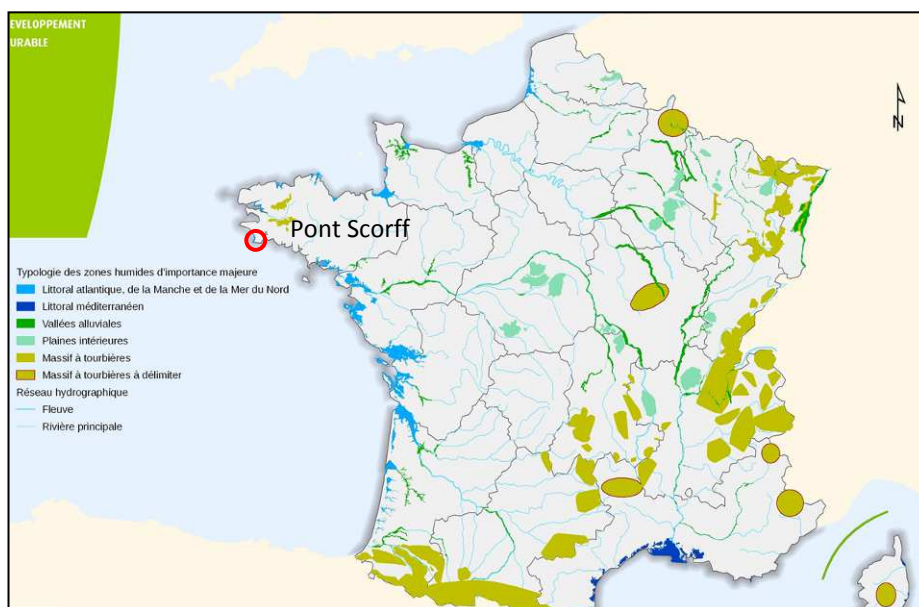 EVELOPPEMENT
URABLE
N
Pont Scorff
Typologie des zones humides d'importance majeure
Littoral atlantique, de la Manche et de la Mer du Nord
Littoral méditerranéen
Vallées alluviales
Plaines intérieures
Massif à tourbières
Massif à tourbières à délimiter
Réseau hydrographique
Fleuve
Rivière principale